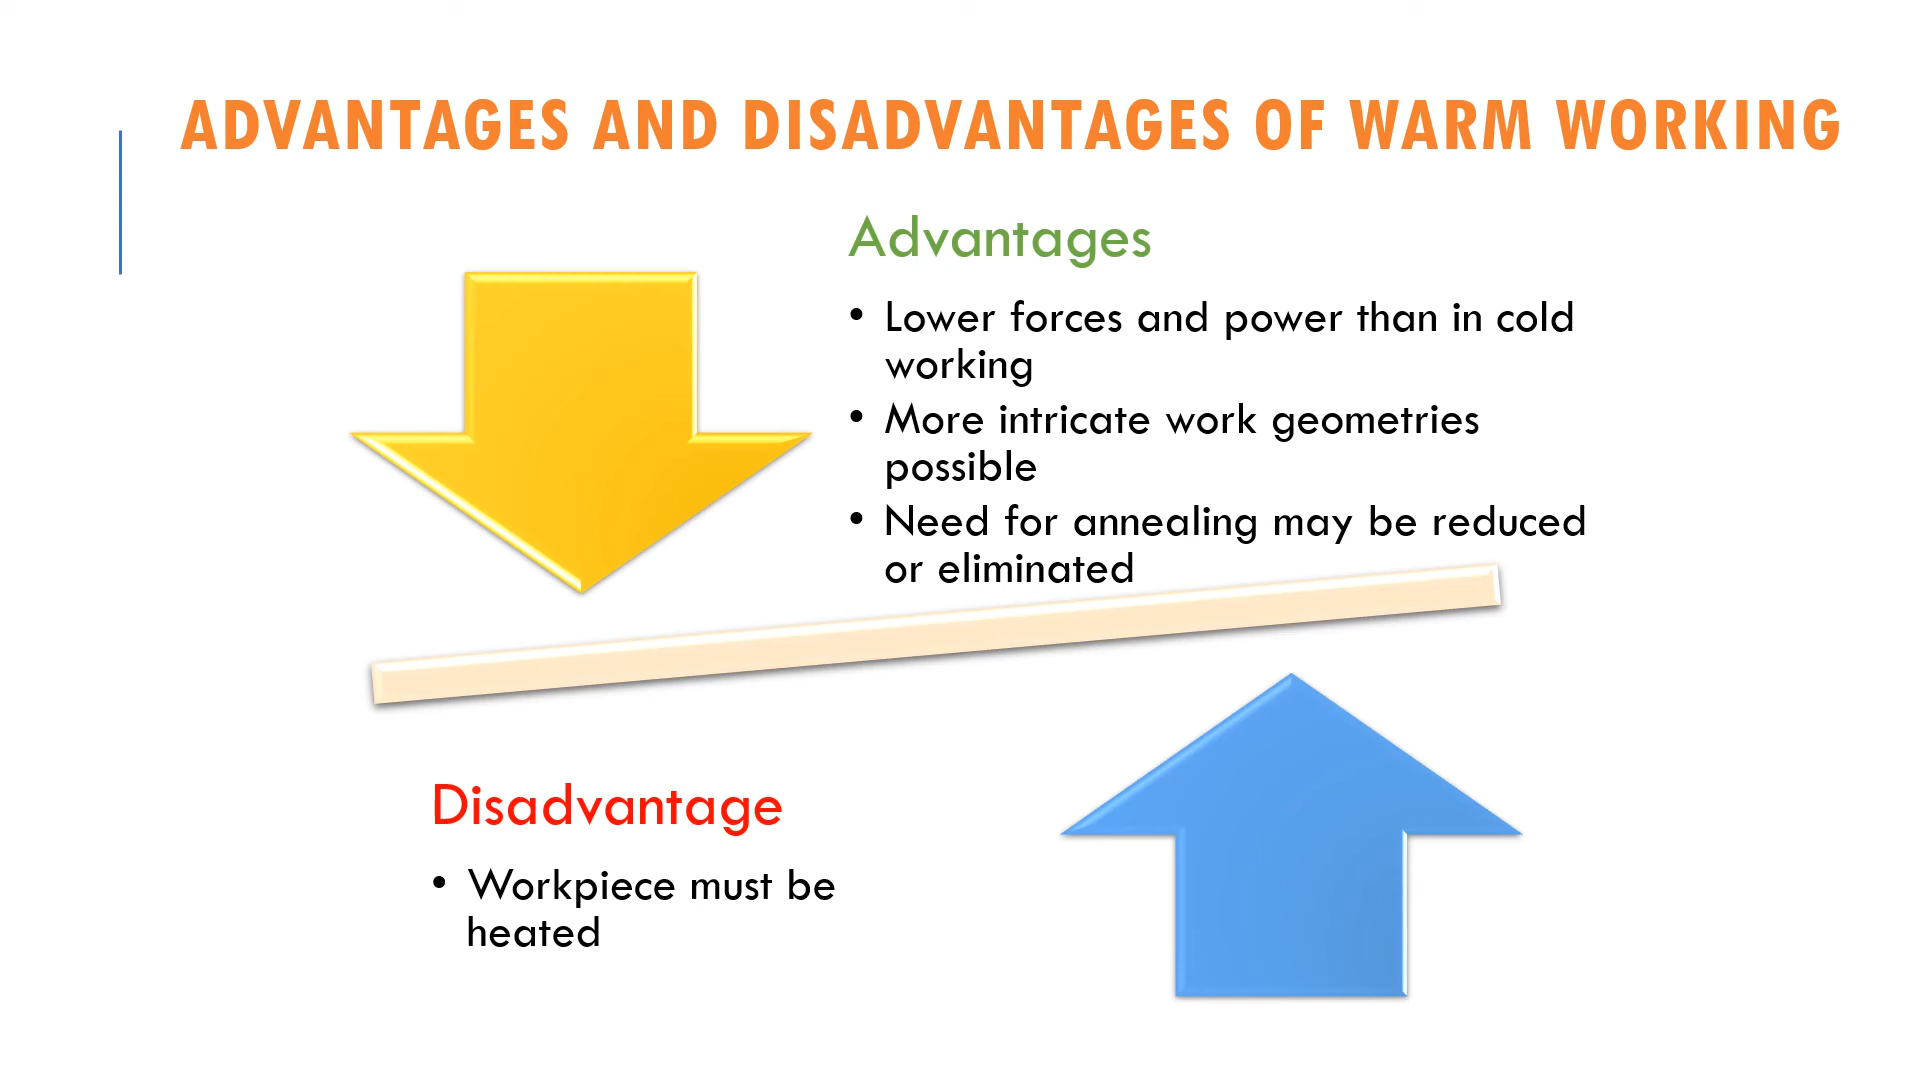 ADVANTAGES AND DISADVANTAGES OF WARM WORKING
Advantages
• Lower forces and power than in cold
working
• More intricate work geometries
possible
• Need for annealing may be reduced
or eliminated
Disadvantage
• Workpiece must be
heated